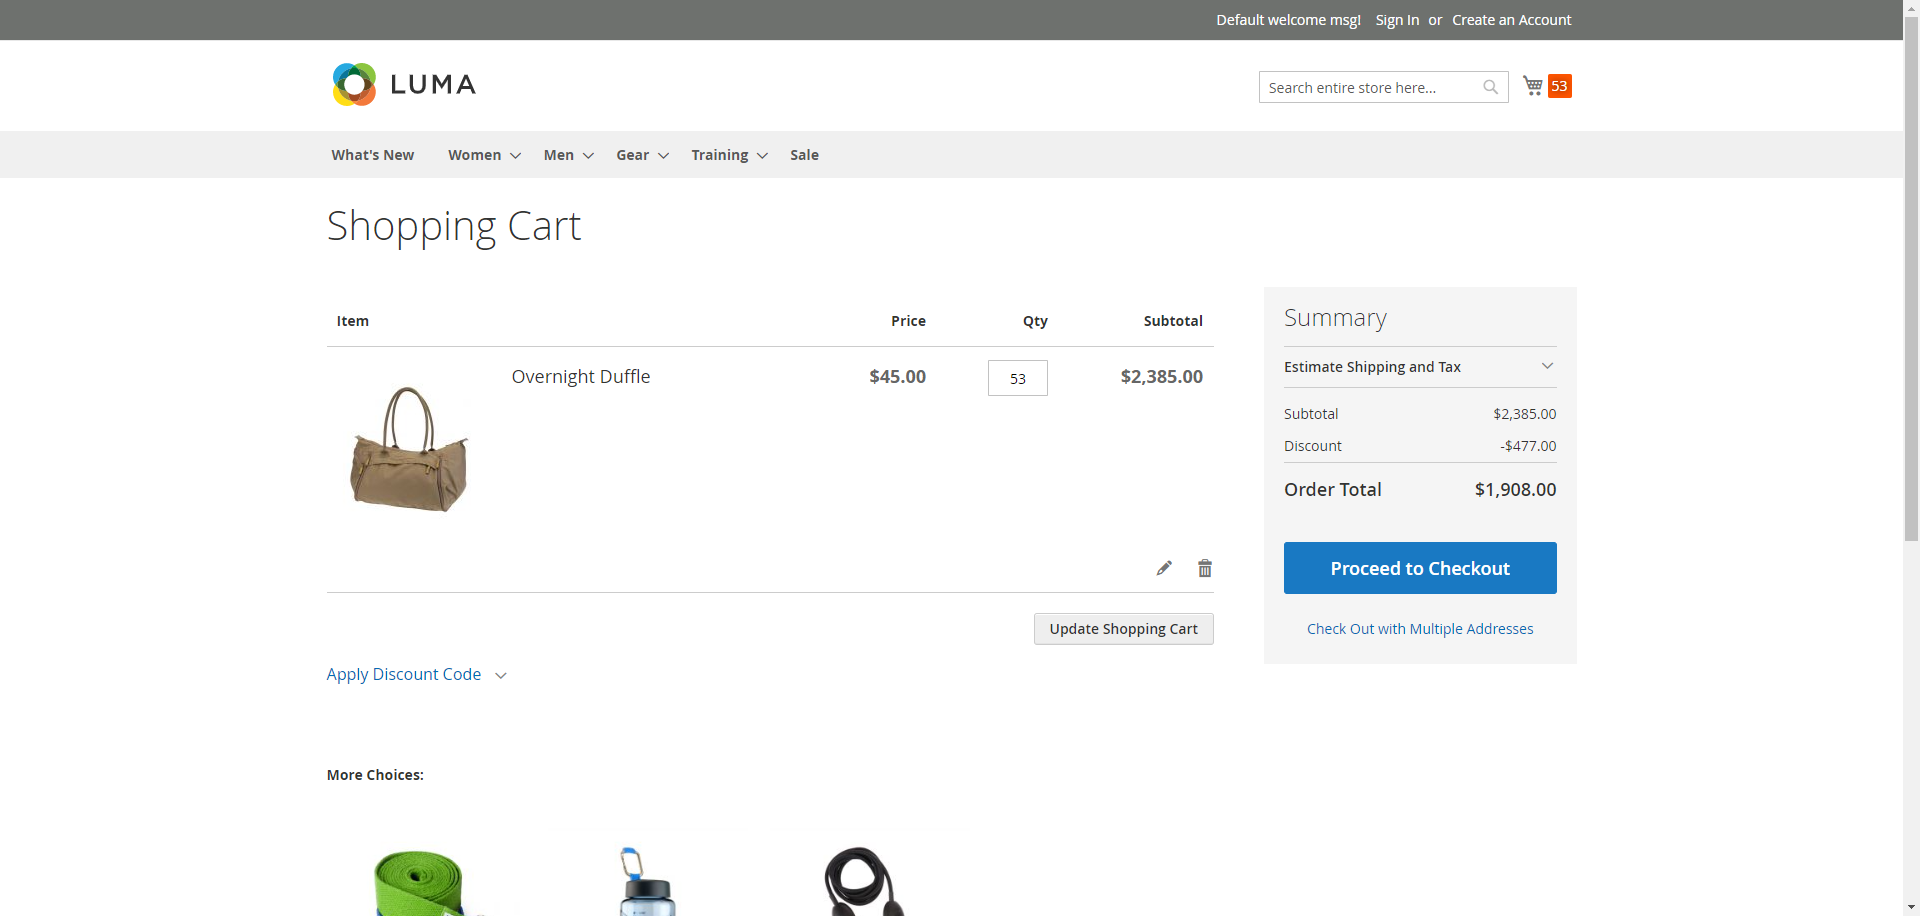 Default welcome msg! Sign In or Create an Account
LUMA
Search entire store here...
53
What's New Women Men Gear Training Sale
Shopping Cart
Item Price Qty Subtotal
Overnight Duffle $45.00 53 $2,385.00
Update Shopping Cart
Apply Discount Code
Summary
Estimate Shipping and Tax
Subtotal $2,385.00
Discount -$477.00
Order Total $1,908.00
Proceed to Checkout
Check Out with Multiple Addresses
More Choices: